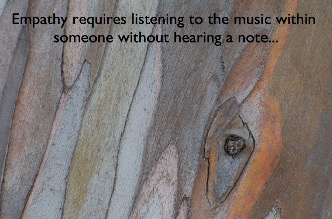 Empathy requires listening to the music within
someone without hearing a note...